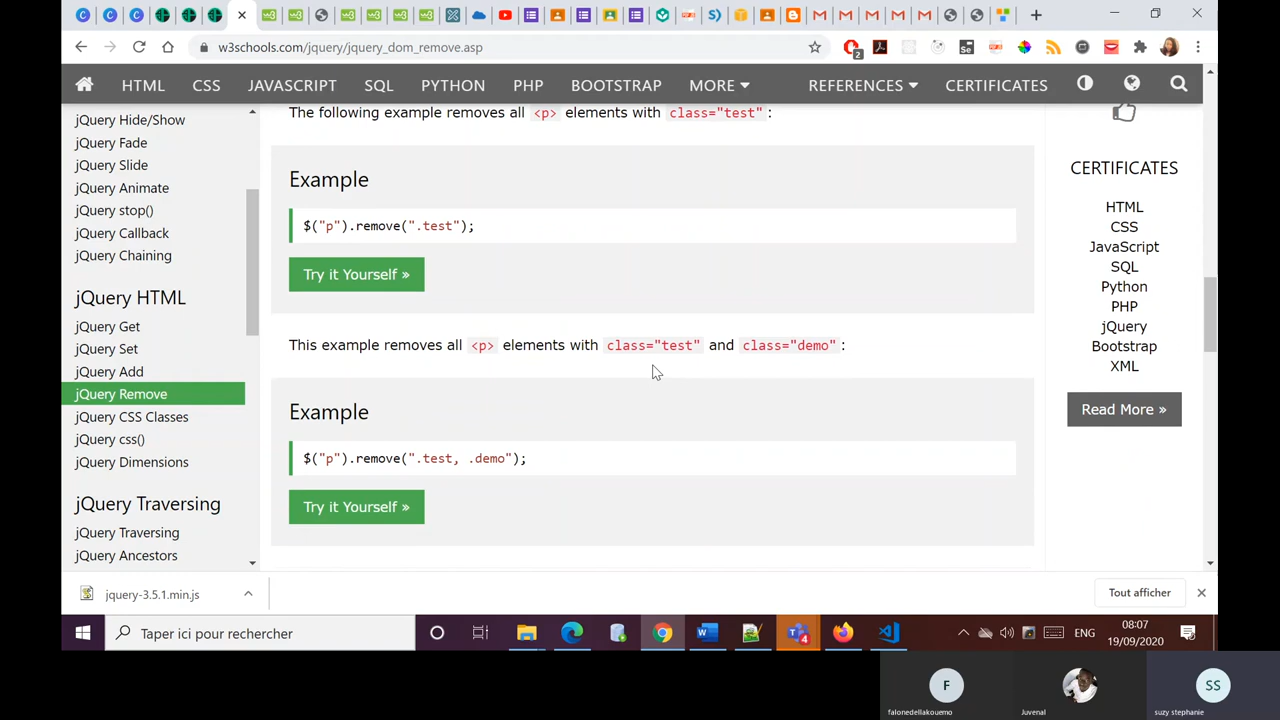 w3schools.com/jquery/jquery_dom_remove.asp
2
HTML CSS JAVASCRIPT SQL PYTHON PHP BOOTSTRAP MORE REFERENCES CERTIFICATES
jQuery Hide/Show
jQuery Fade
jQuery Slide
jQuery Animate
jQuery stop()
jQuery Callback
jQuery Chaining
jQuery HTML
jQuery Get
jQuery Set
jQuery Add
jQuery Remove
jQuery CSS Classes
jQuery css()
jQuery Dimensions
jQuery Traversing
jQuery Traversing
jQuery Ancestors
The following example removes all <p> elements with class="test" :
Example
$("p").remove(".test");
Try it Yourself »
This example removes all <p> elements with class="test" and class="demo" :
Example
$("p").remove(".test, .demo");
Try it Yourself »
CERTIFICATES
HTML
CSS
JavaScript
SQL
Python
PHP
jQuery
Bootstrap
XML
Read More »
jquery-3.5.1.min.js
Tout afficher
Taper ici pour rechercher
4
ENG
08:07
19/09/2020
F
falonedellakouemo
Juvenal
SS
suzy stephanie